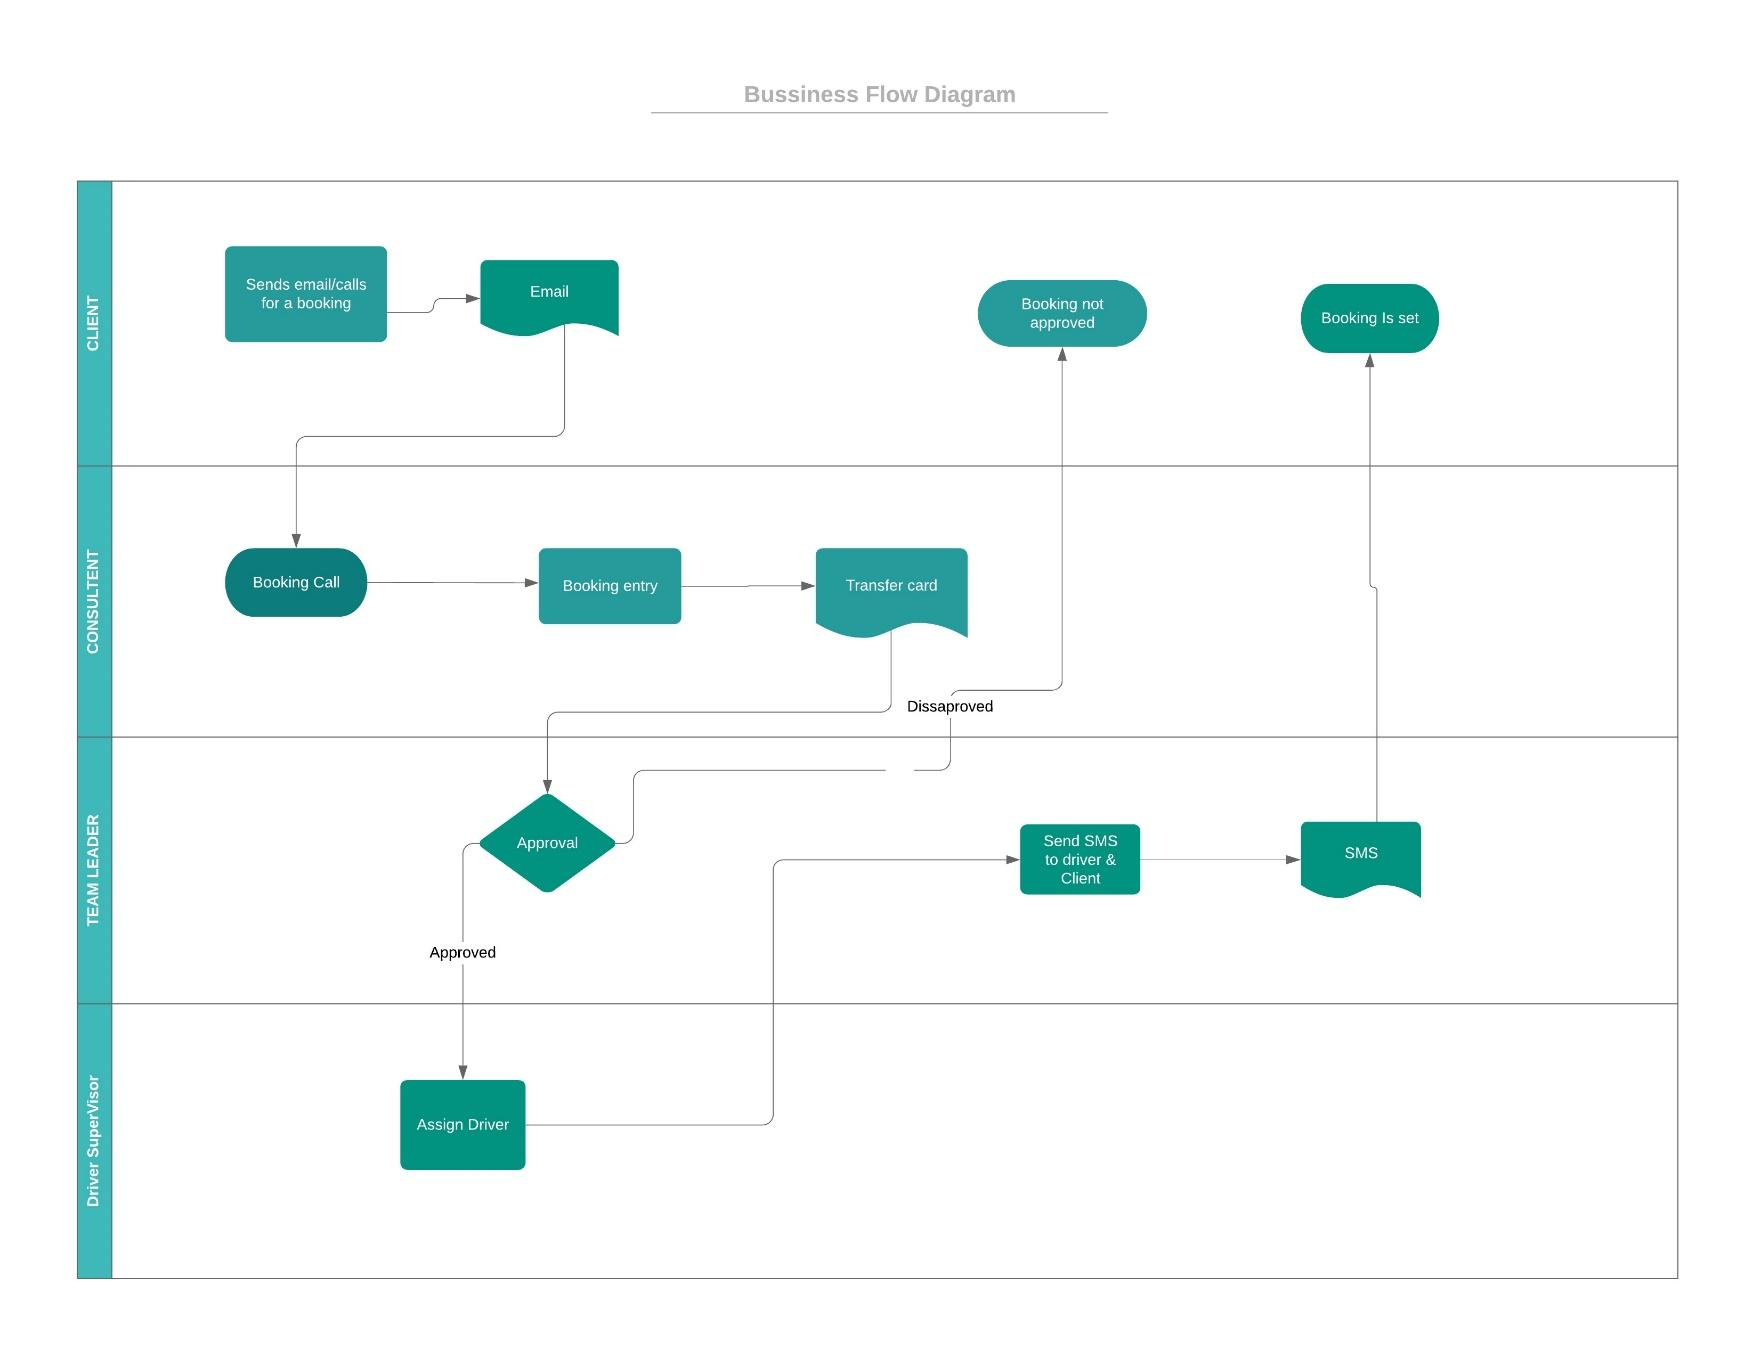 Bussiness Flow Diagram
CLIENT
Sends email/calls
for a booking
Email
Booking not
approved
Booking Is set
CONSULTENT
Booking Call
Booking entry
Transfer card
Dissaproved
TEAM LEADER
Approval
Send SMS
to driver &
Client
SMS
Approved
Driver SuperVisor
Assign Driver